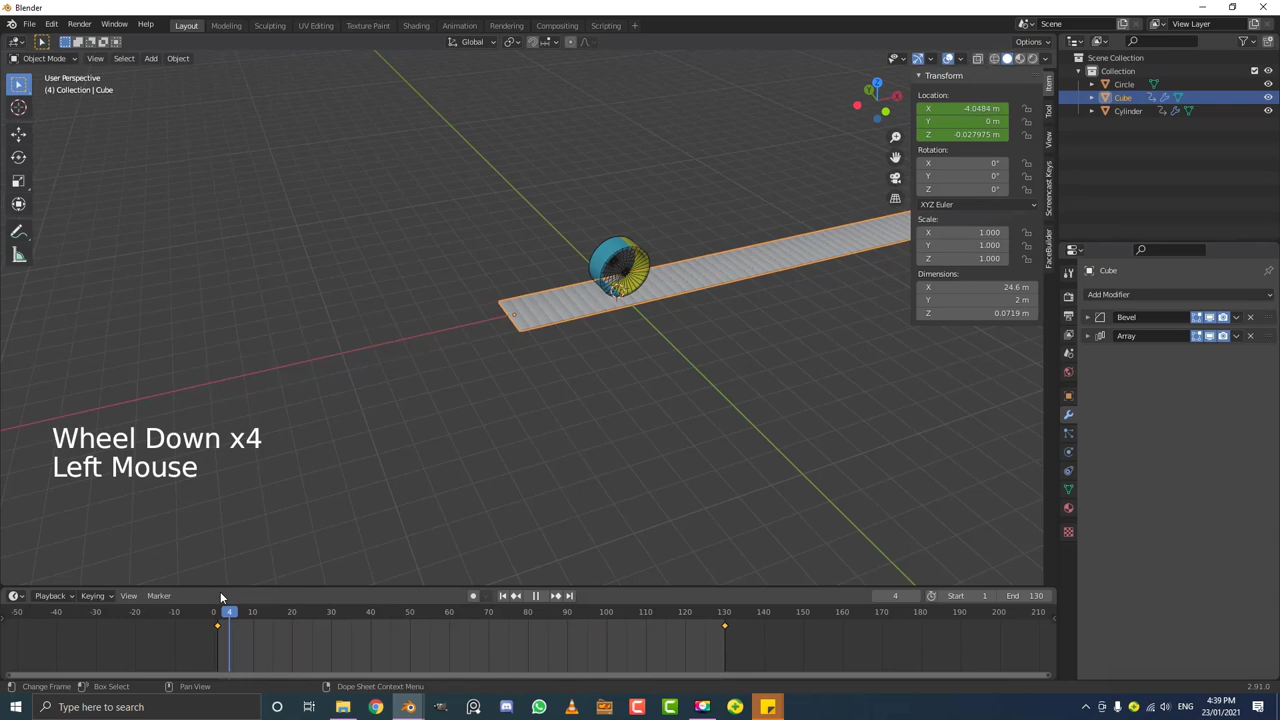 Blender
File Edit Render Window Help Layout Modeling Sculpting UV Editing Texture Paint Shading Animation Rendering Compositing Scripting + Scene View Layer
Global Options
Object Mode View Select Add Object
User Perspective
(4) Collection | Cube
Z
X
Y
Transform
Location:
X -4.0484 m
Y 0 m
Z -0.027975 m
Rotation:
X 0°
Y 0°
Z 0°
XYZ Euler
Scale:
X 1.000
Y 1.000
Z 1.000
Dimensions:
X 24.6 m
Y 2 m
Z 0.0719 m
Item
Tool
View
Screencast Keys
FaceBuilder
Scene Collection
Collection
Circle
Cube
Cylinder
Cube
Add Modifier
Bevel
Array
Wheel Down x4
Left Mouse
Playback Keying View Marker 4 Start 1 End 130
-50 -40 -30 -20 -10 0 4 10 20 30 40 50 60 70 80 90 100 110 120 130 140 150 160 170 180 190 200 210
Change Frame Box Select Pan View Dope Sheet Context Menu 2.91.0
Type here to search
ENG
4:39 PM
23/01/2021